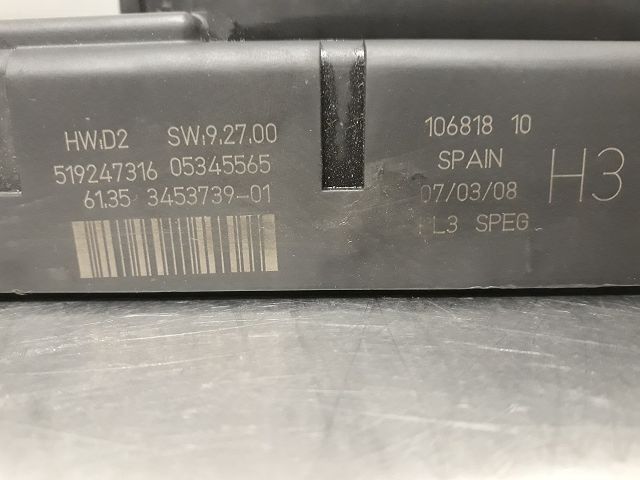 HW:D2 SW:9.27.00
519247316 05345565
61.35 3453739-01
106818 10
SPAIN
07/03/08
L3 SPEG
H3